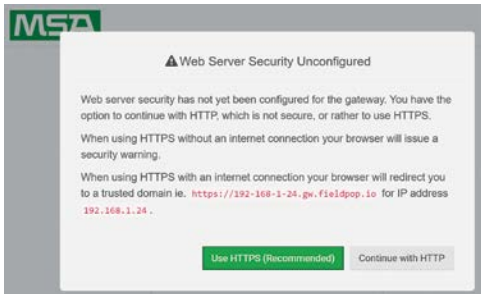 MSA
Web Server Security Unconfigured
Web server security has not yet been configured for the gateway. You have the
option to continue with HTTP, which is not secure, or rather to use HTTPS.
When using HTTPS without an internet connection your browser will issue a
security warning.
When using HTTPS with an internet connection your browser will redirect you
to a trusted domain ie. https://192-168-1-24.gw.fieldpop.io for IP address
192.168.1.24 .
Use HTTPS (Recommended) Continue with HTTP